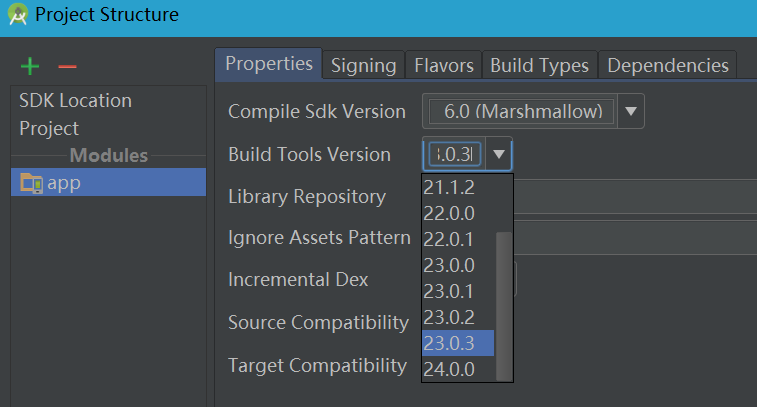 Project Structure
SDK Location
Project
Modules
app
Properties
Signing
Flavors
Build Types
Dependencies
Compile Sdk Version
6.0 (Marshmallow)
Build Tools Version
.0.3
21.1.2
22.0.0
22.0.1
23.0.0
23.0.1
23.0.2
23.0.3
24.0.0
Library Repository
Ignore Assets Pattern
Incremental Dex
Source Compatibility
Target Compatibility